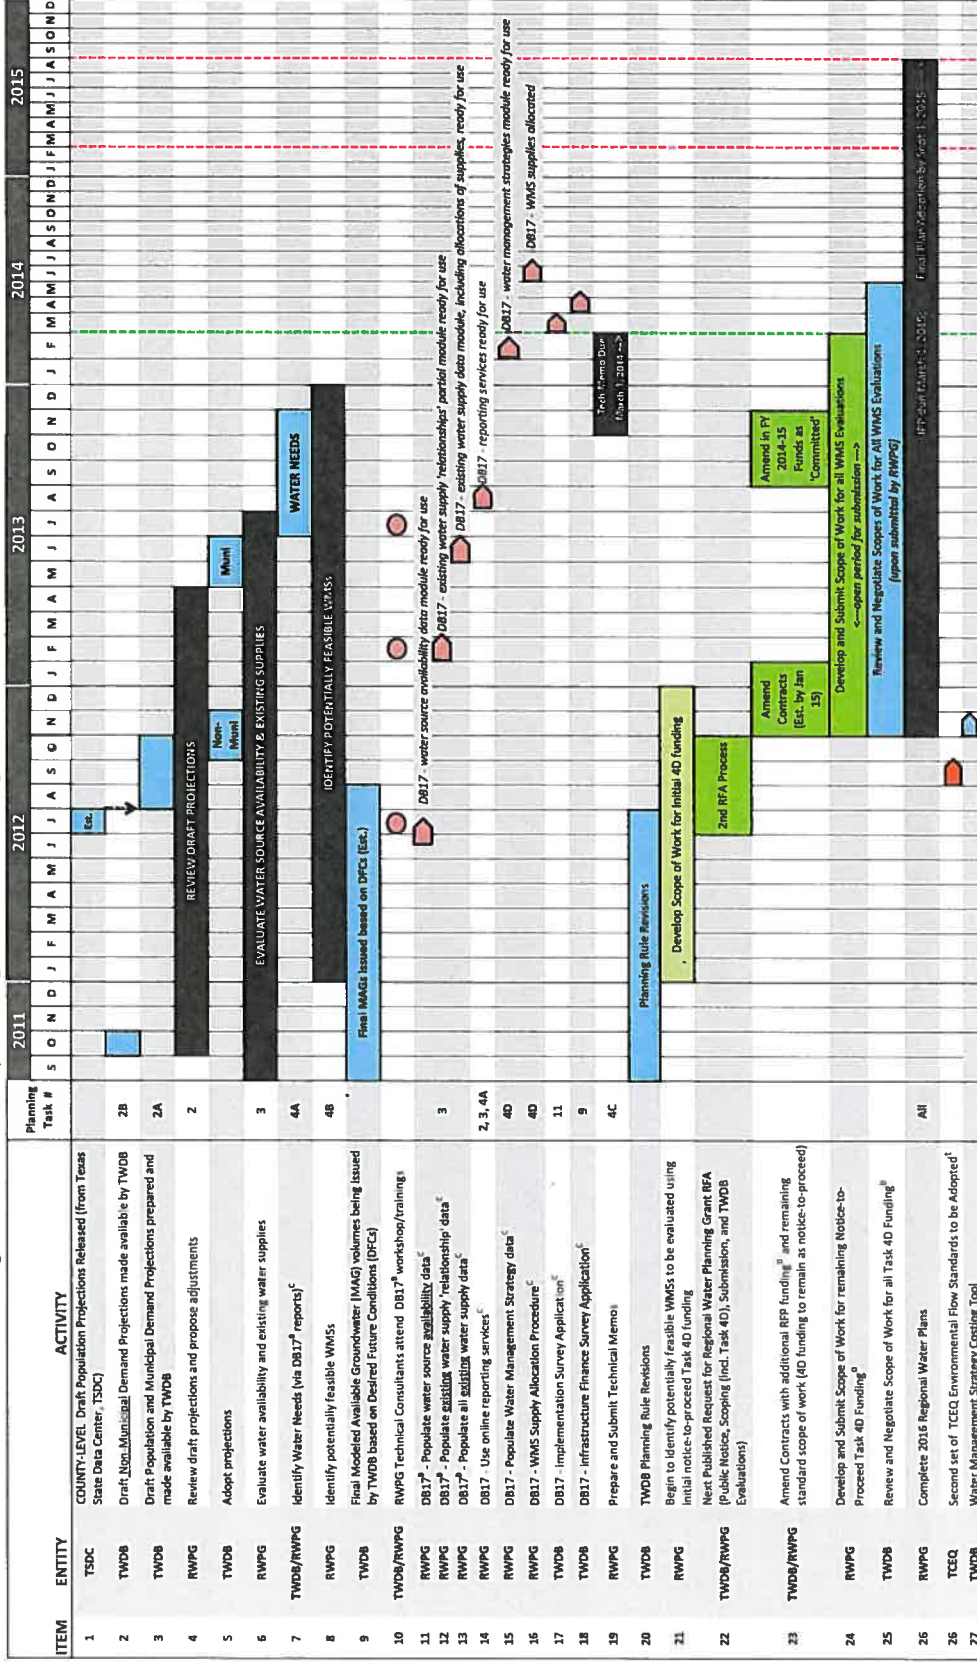 ITEM ENTITY ACTIVITY Planning Task # 2011 2012 2013 2014 2015
S O N D J F M A M J J A S O N D J F M A M J J A S O N D J F M A M J J A S O N D J F M A M J J A S O N D
1 TSDC COUNTY-LEVEL Draft Population Projections Released (from Texas
State Data Center, TSDC) Est.
2 TWDB Draft Non-Municipal Demand Projections made available by TWDB 2B
3 TWDB Draft Population and Municipal Demand Projections prepared and
made available by TWDB 2A
4 RWPG Review draft projections and propose adjustments 2 REVIEW DRAFT PROJECTIONS
5 TWDB Adopt projections Non-Muni Muni
6 RWPG Evaluate water availability and existing water supplies 3 EVALUATE WATER SOURCE AVAILABILITY & EXISTING SUPPLIES
7 TWDB/RWPG Identify Water Needs (via DB17ᴮ reports)ᶜ 4A WATER NEEDS
8 RWPG Identify potentially feasible WMSs 4B IDENTIFY POTENTIALLY FEASIBLE WMSs
9 TWDB Final Modeled Available Groundwater (MAG) volumes being issued
by TWDB based on Desired Future Conditions (DFCs) Final MAGs issued based on DFCs (Est.)
10 TWDB/RWPG RWPG Technical Consultants attend DB17ᴮ workshop/trainings
11 RWPG DB17ᴮ - Populate water source availability dataᶜ DB17 - water source availability data module ready for use
12 RWPG DB17ᴮ - Populate existing water supply 'relationship' dataᶜ 3 DB17 - existing water supply 'relationships' partial module ready for use
13 RWPG DB17ᴮ - Populate all existing water supply dataᶜ DB17 - existing water supply data module, including allocations of supplies, ready for use
14 RWPG DB17 - Use online reporting servicesᶜ 2, 3, 4A DB17 - reporting services ready for use
15 RWPG DB17 - Populate Water Management Strategy dataᶜ 4D DB17 - water management strategies module ready for use
16 RWPG DB17 - WMS Supply Allocation Procedureᶜ 4D DB17 - WMS supplies allocated
17 TWDB DB17 - Implementation Survey Applicationᶜ 11
18 TWDB DB17 - Infrastructure Finance Survey Applicationᶜ 9
19 RWPG Prepare and Submit Technical Memos 4C Tech Memo Due
March 1, 2014 -->
20 TWDB TWDB Planning Rule Revisions Planning Rule Revisions
21 RWPG Begin to identify potentially feasible WMSs to be evaluated using
initial notice-to-proceed Task 4D funding Develop Scope of Work for Initial 4D funding
22 TWDB/RWPG Next Published Request for Regional Water Planning Grant RFA
(Public Notice, Scoping (incl. Task 4D), Submission, and TWDB
Evaluations) 2nd RFA Process
23 TWDB/RWPG Amend Contracts with additional RFP fundingᴰ and remaining
standard scope of work (4D funding to remain as notice-to-proceed)
Amend
Contracts
(Est. by Jan
15)
Amend in FY
2014-15
Funds as
'Committed'
24 RWPG Develop and Submit Scope of Work for remaining Notice-to-
Proceed Task 4D Fundingᴰ Develop and Submit Scope of Work for all WMS Evaluations
<---open period for submission --->
25 TWDB Review and Negotiate Scope of Work for all Task 4D Fundingᴰ Review and Negotiate Scopes of Work for All WMS Evaluations
(upon submittal by RWPG)
26 RWPG Complete 2016 Regional Water Plans All
26 TCEQ Second set of TCEQ Environmental Flow Standards to be Adopted
27 TWDB Water Management Strategy Costing Tool